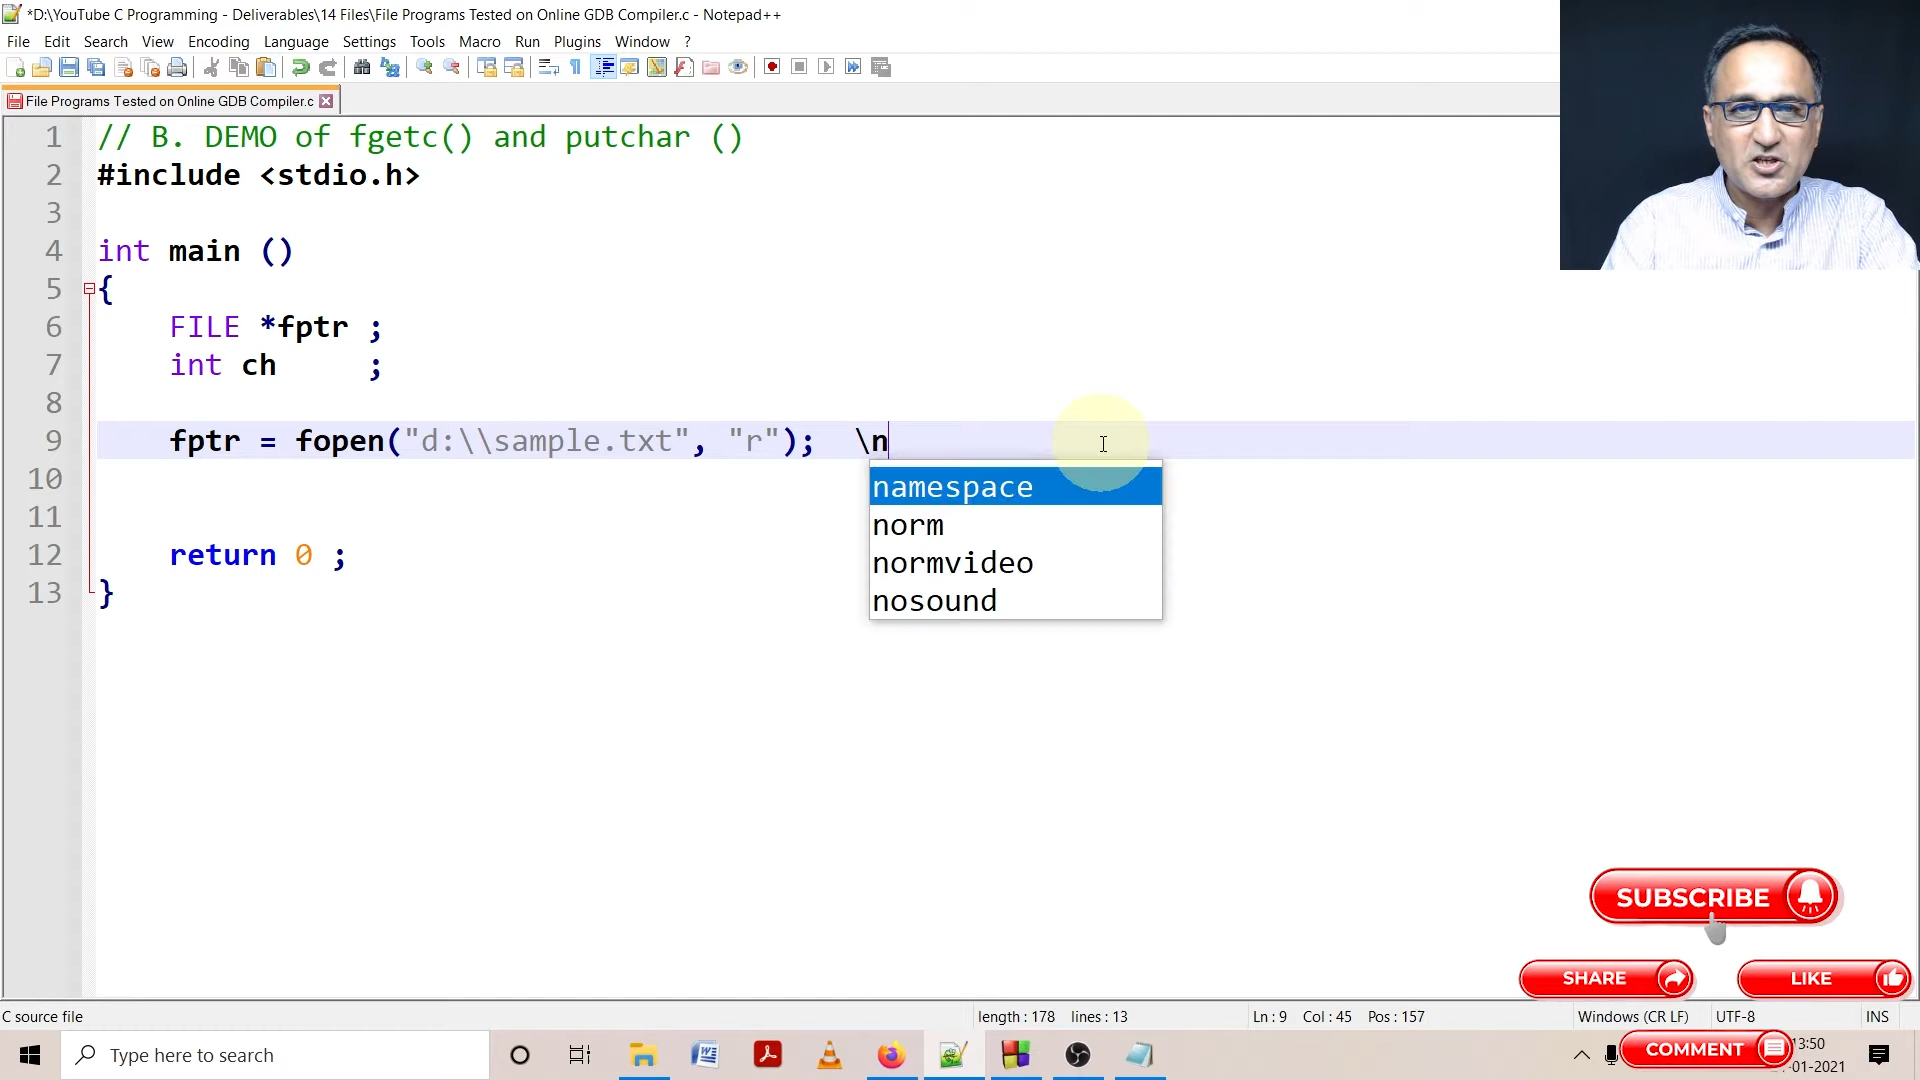 *D:\YouTube C Programming - Deliverables\14 Files\File Programs Tested on Online GDB Compiler.c - Notepad++
File Edit Search View Encoding Language Settings Tools Macro Run Plugins Window ?
File Programs Tested on Online GDB Compiler.c
1 // B. DEMO of fgetc() and putchar ()
2 #include <stdio.h>
3
4 int main ()
5 {
6 FILE *fptr ;
7 int ch ;
8
9 fptr = fopen("d:\\sample.txt", "r"); \n
namespace
10
norm
11
normvideo
12 return 0 ;
nosound
13 }
SUBSCRIBE
SHARE LIKE
C source file length : 178 lines : 13 Ln : 9 Col : 45 Pos : 157 Windows (CR LF) UTF-8 INS
Type here to search
COMMENT
13:50
-01-2021